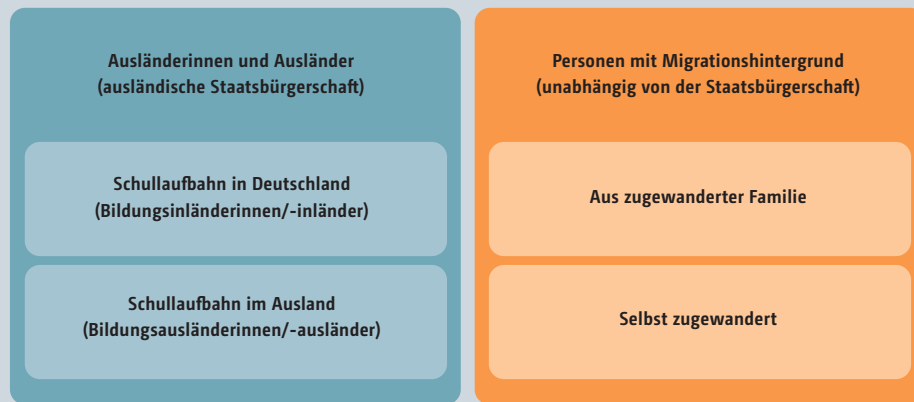 Ausländerinnen und Ausländer
(ausländische Staatsbürgerschaft)
Schullaufbahn in Deutschland
(Bildungsinländerinnen/-inländer)
Schullaufbahn im Ausland
(Bildungsausländerinnen/-ausländer)
Personen mit Migrationshintergrund
(unabhängig von der Staatsbürgerschaft)
Aus zugewanderter Familie
Selbst zugewandert